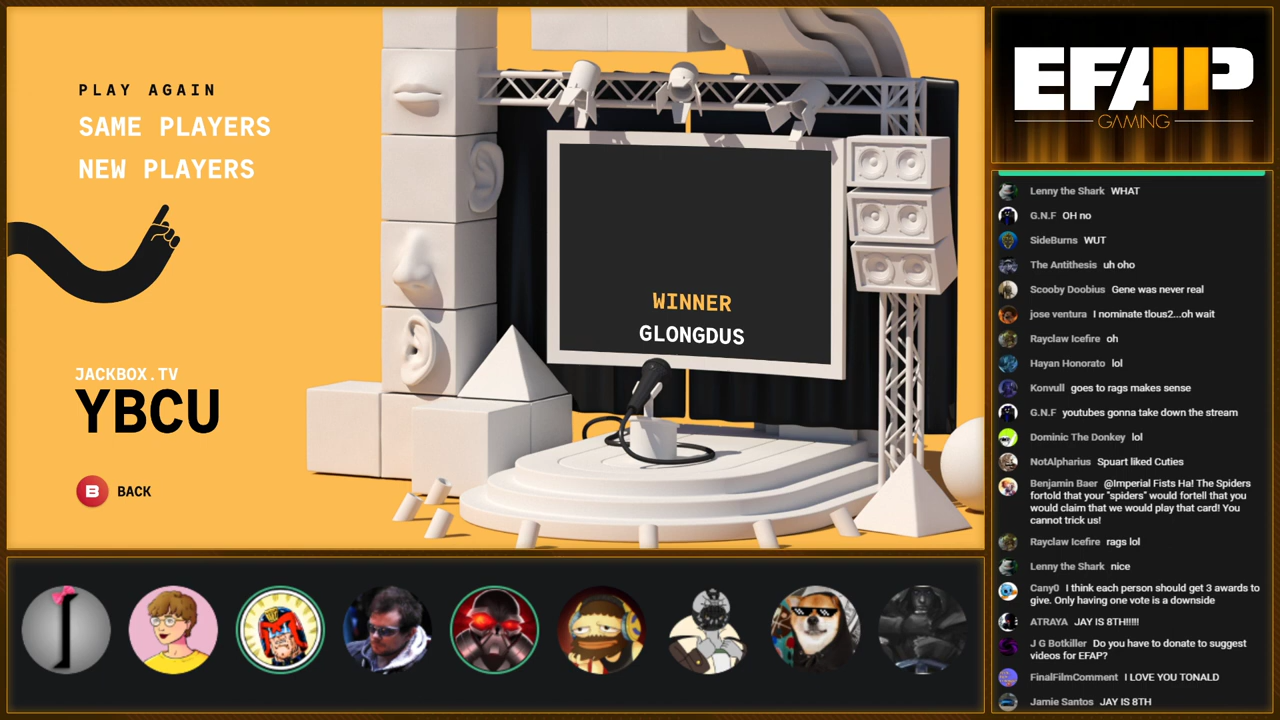 PLAY AGAIN
SAME PLAYERS
NEW PLAYERS
JACKBOX.TV
YBCU
B BACK
WINNER
GLONGDUS
EFAP
GAMING
Lenny the Shark WHAT
G.N.F OH no
SideBurns WUT
The Antithesis uh oho
Scooby Doobius Gene was never real
jose ventura I nominate tlous2...oh wait
Rayclaw Icefire oh
Hayan Honorato lol
Konvull goes to rags makes sense
G.N.F youtubes gonna take down the stream
Dominic The Donkey lol
NotAlpharius Spuart liked Cuties
Benjamin Baer @Imperial Fists Ha! The Spiders
fortold that your "spiders" would fortell that you
would claim that we would play that card! You
cannot trick us!
Rayclaw Icefire rags lol
Lenny the Shark nice
Cany0 I think each person should get 3 awards to
give. Only having one vote is a downside
ATRAYA JAY IS 8TH!!!!!
J G Botkiller Do you have to donate to suggest
videos for EFAP?
FinalFilmComment I LOVE YOU TONALD
Jamie Santos JAY IS 8TH